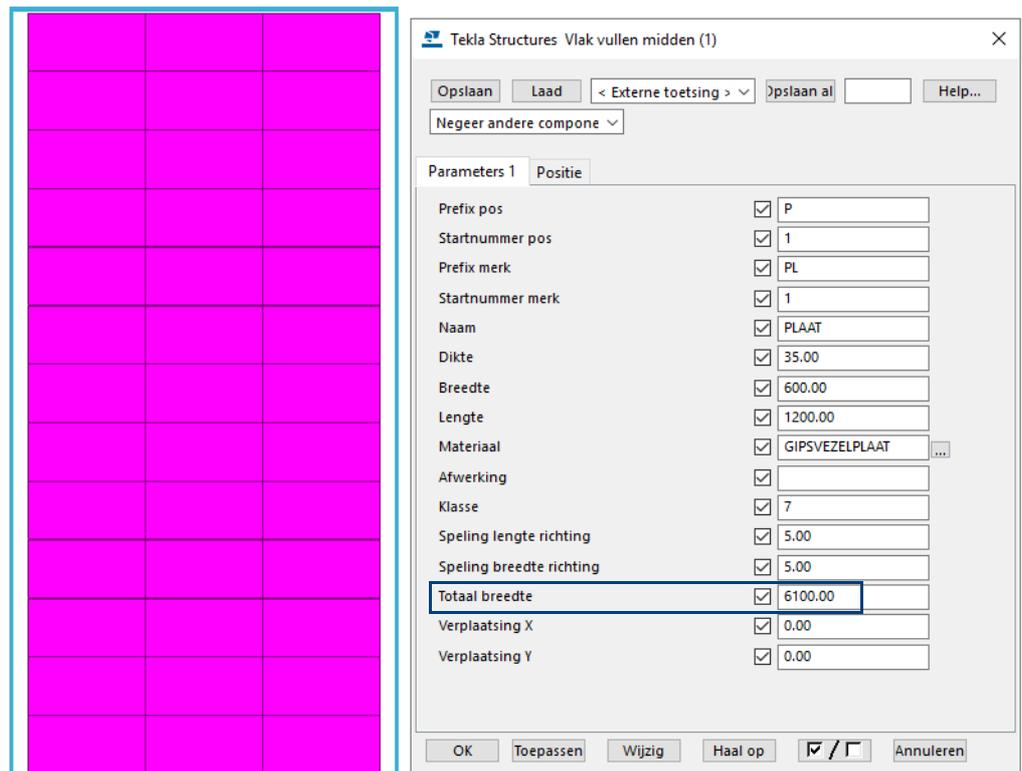 Tekla Structures Vlak vullen midden (1)
Opslaan Laad < Externe toetsing > Opslaan al Help...
Negeer andere compone
Parameters 1 Positie
Prefix pos P
Startnummer pos 1
Prefix merk PL
Startnummer merk 1
Naam PLAAT
Dikte 35.00
Breedte 600.00
Lengte 1200.00
Materiaal GIPSVEZELPLAAT ...
Afwerking
Klasse 7
Speling lengte richting 5.00
Speling breedte richting 5.00
Totaal breedte 6100.00
Verplaatsing X 0.00
Verplaatsing Y 0.00
OK Toepassen Wijzig Haal op / Annuleren